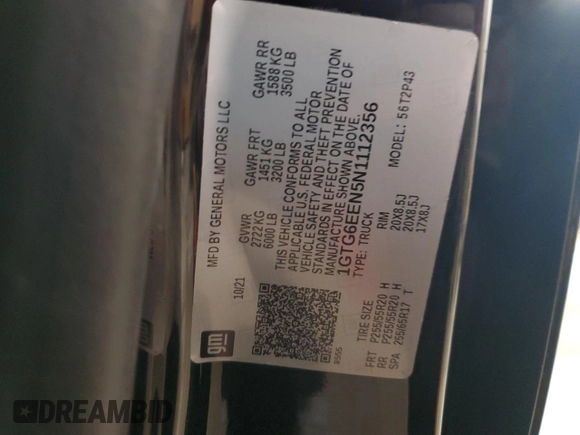 MFD BY GENERAL MOTORS LLC
10/21
GVWR GAWR FRT GAWR RR
2722 KG 1451 KG 1588 KG
6000 LB 3200 LB 3500 LB
THIS VEHICLE CONFORMS TO ALL
APPLICABLE U.S. FEDERAL MOTOR
VEHICLE SAFETY AND THEFT PREVENTION
STANDARDS IN EFFECT ON THE DATE OF
MANUFACTURE SHOWN ABOVE.
1GTG6EEN5N1112356
TYPE: TRUCK MODEL: 56T2P43
gm
TIRE SIZE RIM
FRT P255/55R20 H 20X8.5J
RR P255/55R20 H 20X8.5J
SPA 255/65R17 T 17X8J
DREAMBID